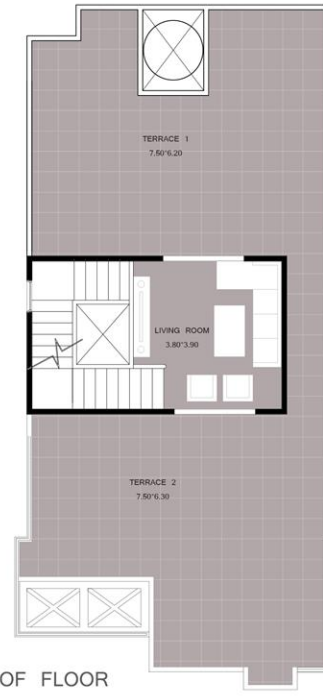 TERRACE 1
7.50*6.20
LIVING ROOM
3.80*3.90
TERRACE 2
7.50*6.30
OF FLOOR